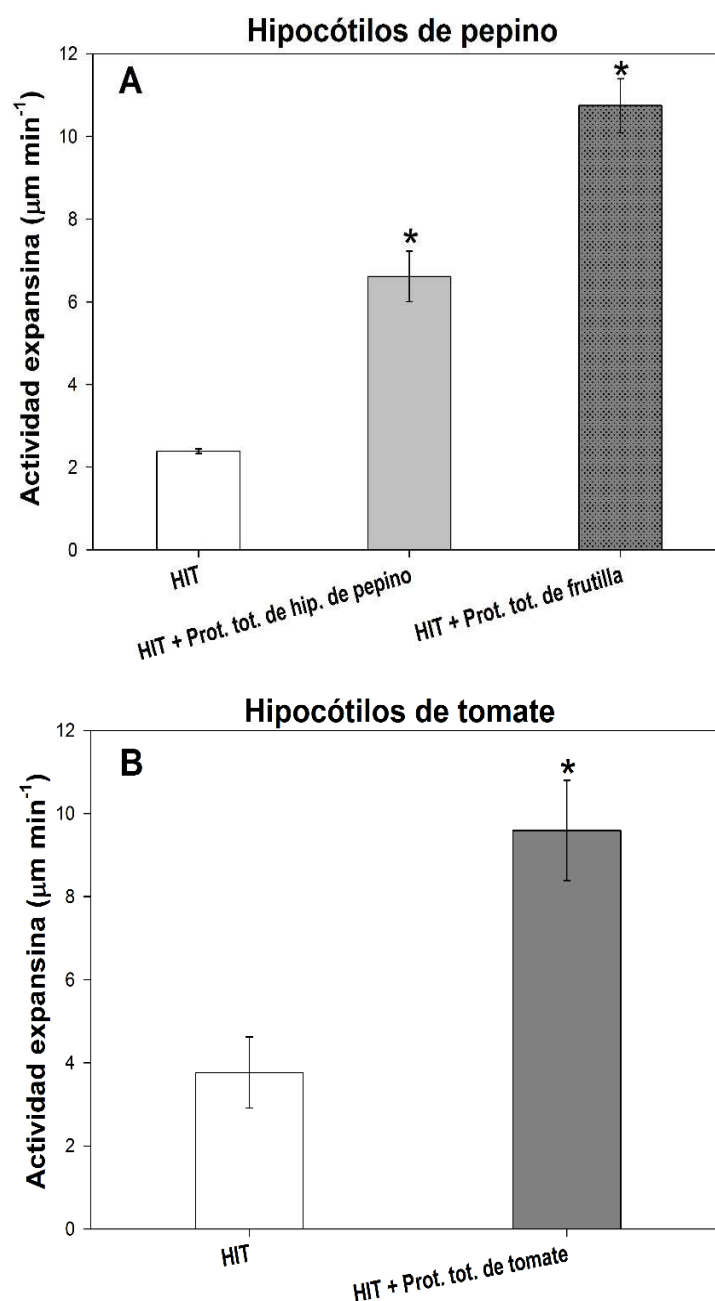 Hipocótilos de pepino
A
Actividad expansina (µm min⁻¹)
12
10
8
6
4
2
0
*
*
HIT
HIT + Prot. tot. de hip. de pepino
HIT + Prot. tot. de frutilla
Hipocótilos de tomate
B
Actividad expansina (µm min⁻¹)
12
10
8
6
4
2
0
*
HIT
HIT + Prot. tot. de tomate